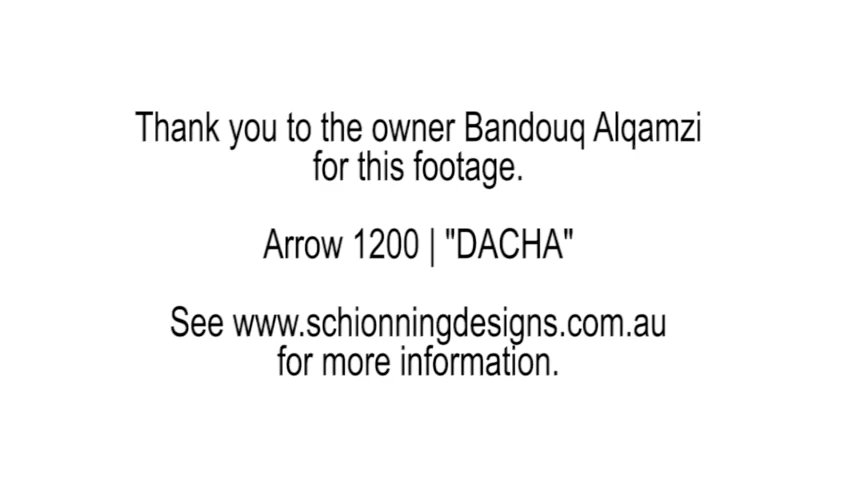 Thank you to the owner Bandouq Alqamzi
for this footage.
Arrow 1200 | "DACHA"
See www.schionningdesigns.com.au
for more information.